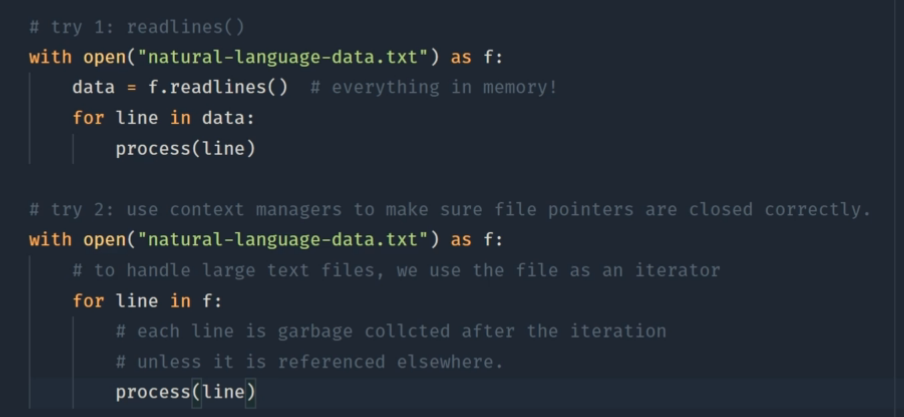 # try 1: readlines()
with open("natural-language-data.txt") as f:
    data = f.readlines()  # everything in memory!
    for line in data:
        process(line)
# try 2: use context managers to make sure file pointers are closed correctly.
with open("natural-language-data.txt") as f:
    # to handle large text files, we use the file as an iterator
    for line in f:
        # each line is garbage collcted after the iteration
        # unless it is referenced elsewhere.
        process(line)